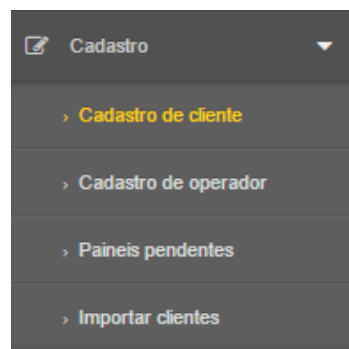 Cadastro
Cadastro de cliente
Cadastro de operador
Paineis pendentes
Importar clientes